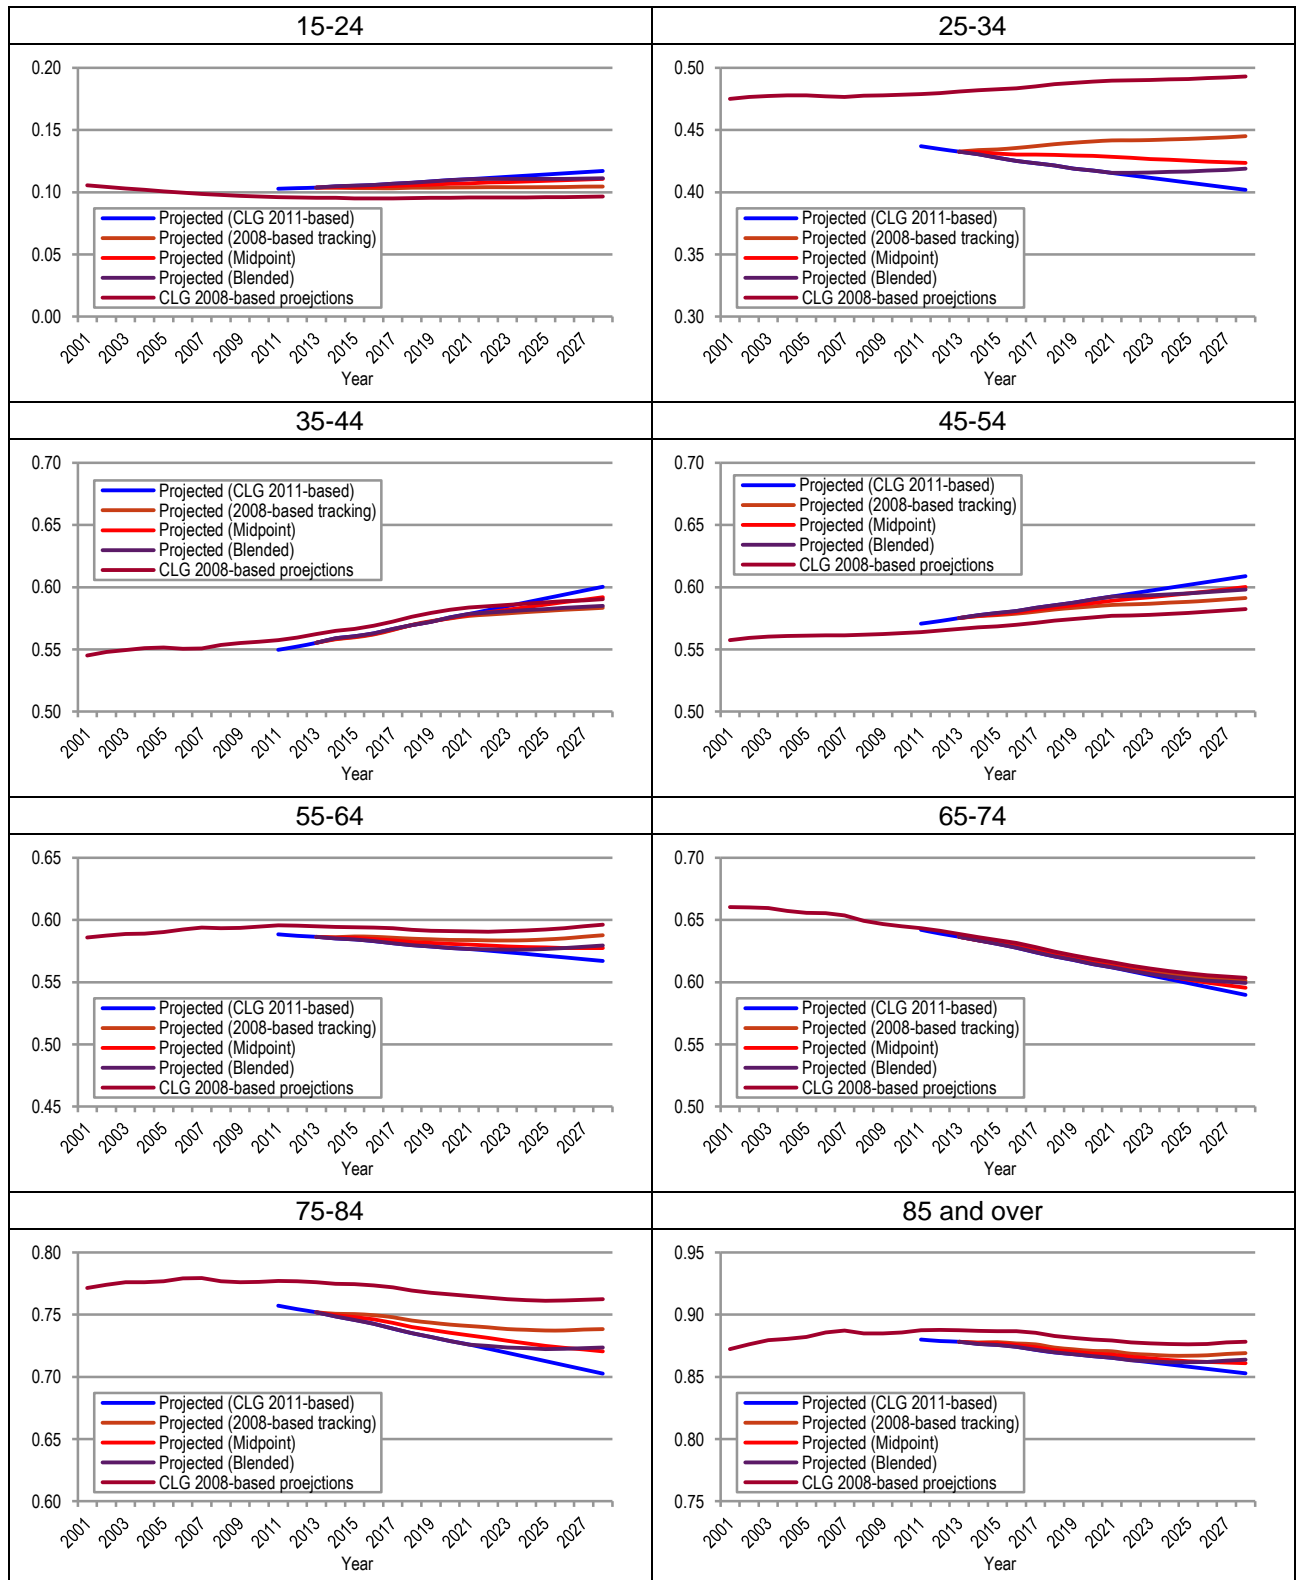 15-24
0.20
0.15
0.10
0.05
0.00
Projected (CLG 2011-based)
Projected (2008-based tracking)
Projected (Midpoint)
Projected (Blended)
CLG 2008-based proejctions
2001 2003 2005 2007 2009 2011 2013 2015 2017 2019 2021 2023 2025 2027
Year
25-34
0.50
0.45
0.40
0.35
0.30
Projected (CLG 2011-based)
Projected (2008-based tracking)
Projected (Midpoint)
Projected (Blended)
CLG 2008-based proejctions
2001 2003 2005 2007 2009 2011 2013 2015 2017 2019 2021 2023 2025 2027
Year
35-44
0.70
0.65
0.60
0.55
0.50
Projected (CLG 2011-based)
Projected (2008-based tracking)
Projected (Midpoint)
Projected (Blended)
CLG 2008-based proejctions
2001 2003 2005 2007 2009 2011 2013 2015 2017 2019 2021 2023 2025 2027
Year
45-54
0.70
0.65
0.60
0.55
0.50
Projected (CLG 2011-based)
Projected (2008-based tracking)
Projected (Midpoint)
Projected (Blended)
CLG 2008-based proejctions
2001 2003 2005 2007 2009 2011 2013 2015 2017 2019 2021 2023 2025 2027
Year
55-64
0.65
0.60
0.55
0.50
0.45
Projected (CLG 2011-based)
Projected (2008-based tracking)
Projected (Midpoint)
Projected (Blended)
CLG 2008-based proejctions
2001 2003 2005 2007 2009 2011 2013 2015 2017 2019 2021 2023 2025 2027
Year
65-74
0.70
0.65
0.60
0.55
0.50
Projected (CLG 2011-based)
Projected (2008-based tracking)
Projected (Midpoint)
Projected (Blended)
CLG 2008-based proejctions
2001 2003 2005 2007 2009 2011 2013 2015 2017 2019 2021 2023 2025 2027
Year
75-84
0.80
0.75
0.70
0.65
0.60
Projected (CLG 2011-based)
Projected (2008-based tracking)
Projected (Midpoint)
Projected (Blended)
CLG 2008-based proejctions
2001 2003 2005 2007 2009 2011 2013 2015 2017 2019 2021 2023 2025 2027
Year
85 and over
0.95
0.90
0.85
0.80
0.75
Projected (CLG 2011-based)
Projected (2008-based tracking)
Projected (Midpoint)
Projected (Blended)
CLG 2008-based proejctions
2001 2003 2005 2007 2009 2011 2013 2015 2017 2019 2021 2023 2025 2027
Year